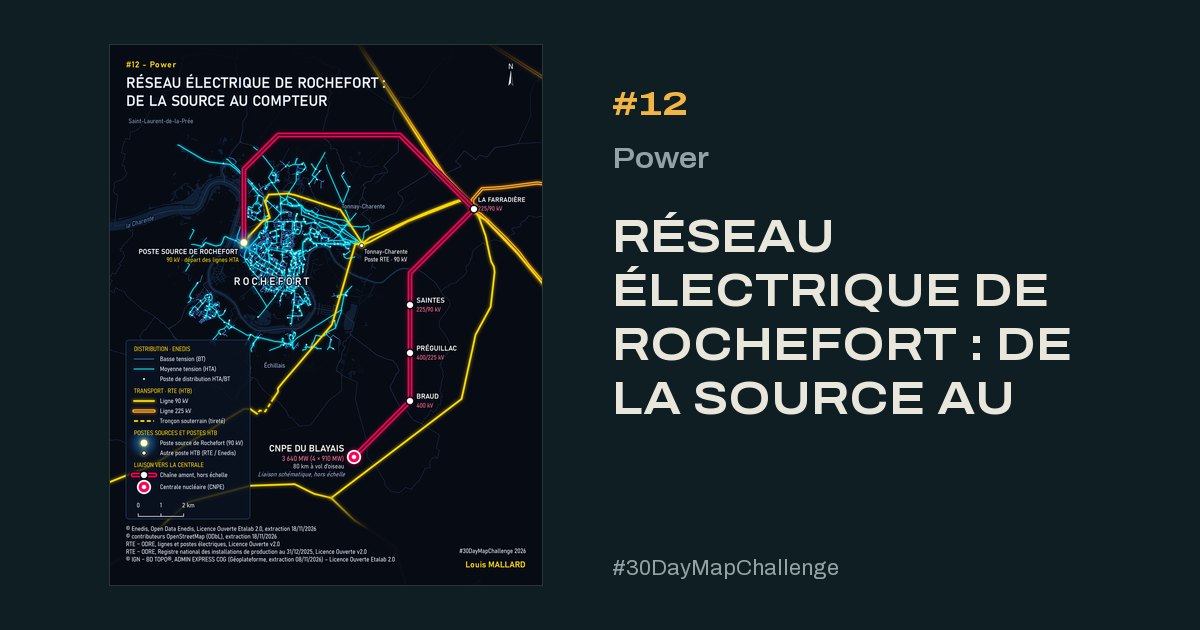 #12 - Power
RÉSEAU ÉLECTRIQUE DE ROCHEFORT :
DE LA SOURCE AU COMPTEUR
N
Saint-Laurent-de-la-Prée
la Charente
Tonnay-Charente
LA FARRADIÈRE
225/90 kV
POSTE SOURCE DE ROCHEFORT
90 kV · départ des lignes HTA
Tonnay-Charente
Poste RTE · 90 kV
ROCHEFORT
SAINTES
225/90 kV
PRÉGUILLAC
400/225 kV
Échillais
BRAUD
400 kV
CNPE DU BLAYAIS
3 640 MW (4 × 910 MW)
80 km à vol d'oiseau
Liaison schématique, hors échelle
DISTRIBUTION · ENEDIS
Basse tension (BT)
Moyenne tension (HTA)
Poste de distribution HTA/BT
TRANSPORT · RTE (HTB)
Ligne 90 kV
Ligne 225 kV
Tronçon souterrain (tireté)
POSTES SOURCES ET POSTES HTB
Poste source de Rochefort (90 kV)
Autre poste HTB (RTE / Enedis)
LIAISON VERS LA CENTRALE
Chaîne amont, hors échelle
Centrale nucléaire (CNPE)
0 1 2 km
© Enedis, Open Data Enedis, Licence Ouverte Etalab 2.0, extraction 18/11/2026
© contributeurs OpenStreetMap (ODbL), extraction 18/11/2026
RTE – ODRÉ, lignes et postes électriques, Licence Ouverte v2.0
RTE – ODRÉ, Registre national des installations de production au 31/12/2025, Licence Ouverte v2.0
© IGN – BD TOPO®, ADMIN EXPRESS COG (Géoplateforme, extraction 08/11/2026) – Licence Ouverte Etalab 2.0
#30DayMapChallenge 2026
Louis MALLARD
#12
Power
RÉSEAU
ÉLECTRIQUE DE
ROCHEFORT : DE
LA SOURCE AU
#30DayMapChallenge